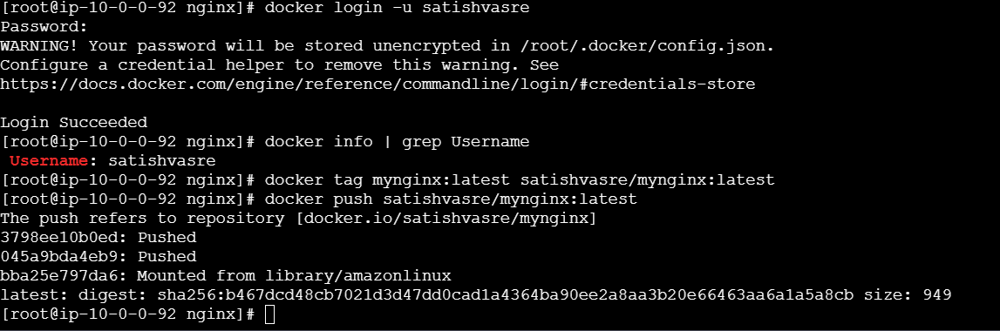 [root@ip-10-0-0-92 nginx]# docker login -u satishvasre
Password:
WARNING! Your password will be stored unencrypted in /root/.docker/config.json.
Configure a credential helper to remove this warning. See
https://docs.docker.com/engine/reference/commandline/login/#credentials-store

Login Succeeded
[root@ip-10-0-0-92 nginx]# docker info | grep Username
 Username: satishvasre
[root@ip-10-0-0-92 nginx]# docker tag mynginx:latest satishvasre/mynginx:latest
[root@ip-10-0-0-92 nginx]# docker push satishvasre/mynginx:latest
The push refers to repository [docker.io/satishvasre/mynginx]
3798ee10b0ed: Pushed
045a9bda4eb9: Pushed
bba25e797da6: Mounted from library/amazonlinux
latest: digest: sha256:b467dcd48cb7021d3d47dd0cad1a4364ba90ee2a8aa3b20e66463aa6a1a5a8cb size: 949
[root@ip-10-0-0-92 nginx]#